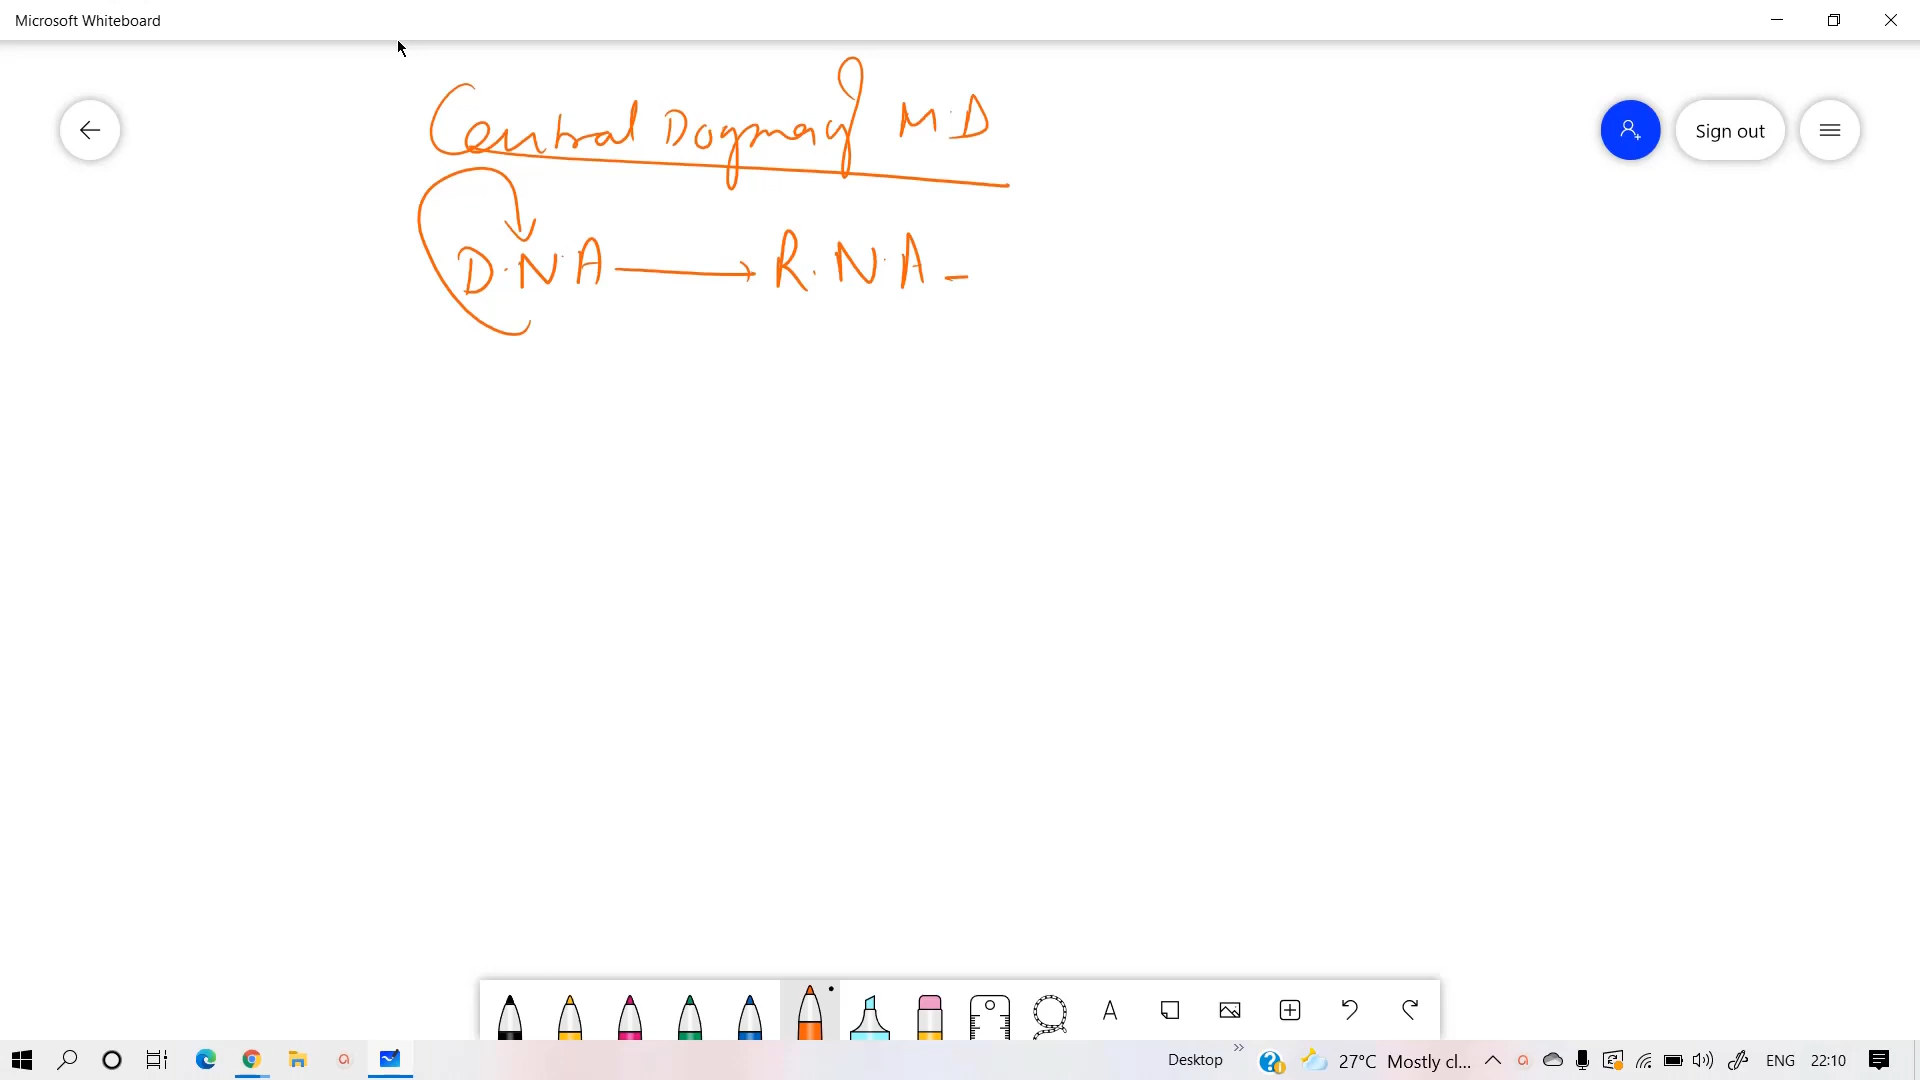 Microsoft Whiteboard
Central Dogma of M.D
Sign out
D.N.A → R.N.A -
Desktop
27°C Mostly cl...
ENG
22:10